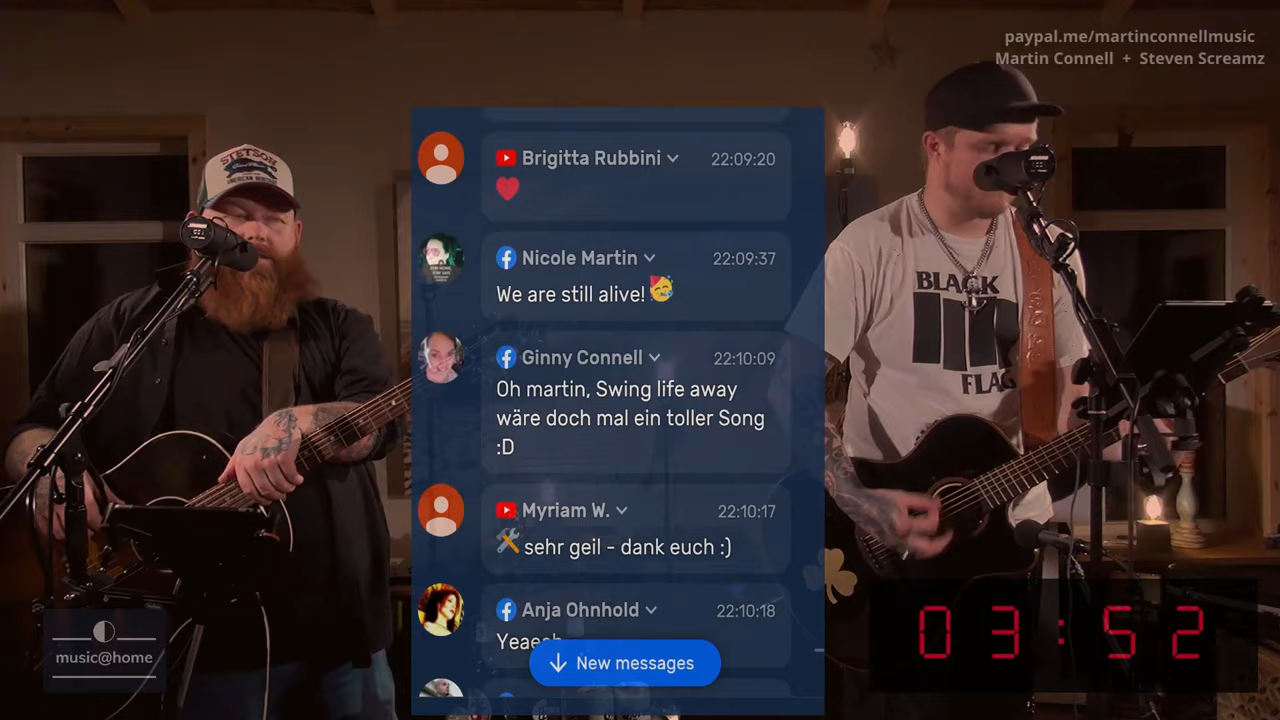 paypal.me/martinconnellmusic
Martin Connell + Steven Screamz
Brigitta Rubbini 22:09:20
❤️
Nicole Martin 22:09:37
We are still alive! 🥳
Ginny Connell 22:10:09
Oh martin, Swing life away
wäre doch mal ein toller Song
:D
Myriam W. 22:10:17
🛠️ sehr geil - dank euch :)
Anja Ohnhold 22:10:18
New messages
STETSON
BLACK
FLAG
music@home
03:52